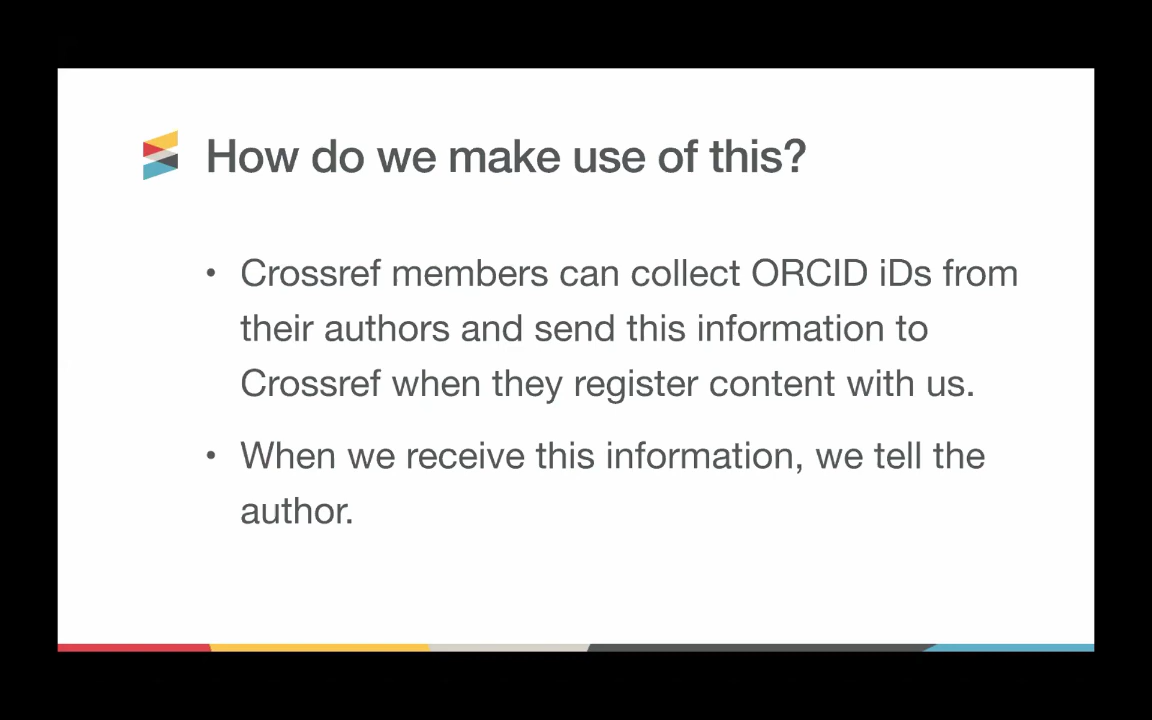 How do we make use of this?
• Crossref members can collect ORCID iDs from
their authors and send this information to
Crossref when they register content with us.
• When we receive this information, we tell the
author.